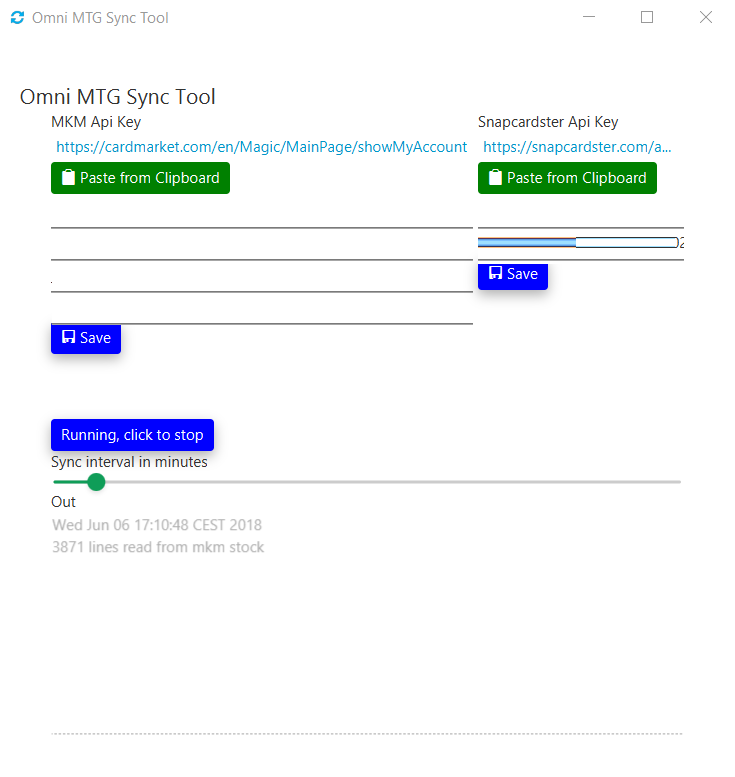 Omni MTG Sync Tool
Omni MTG Sync Tool
MKM Api Key
https://cardmarket.com/en/Magic/MainPage/showMyAccount
Paste from Clipboard
Save
Snapcardster Api Key
https://snapcardster.com/a...
Paste from Clipboard
Save
Running, click to stop
Sync interval in minutes
Out
Wed Jun 06 17:10:48 CEST 2018
3871 lines read from mkm stock